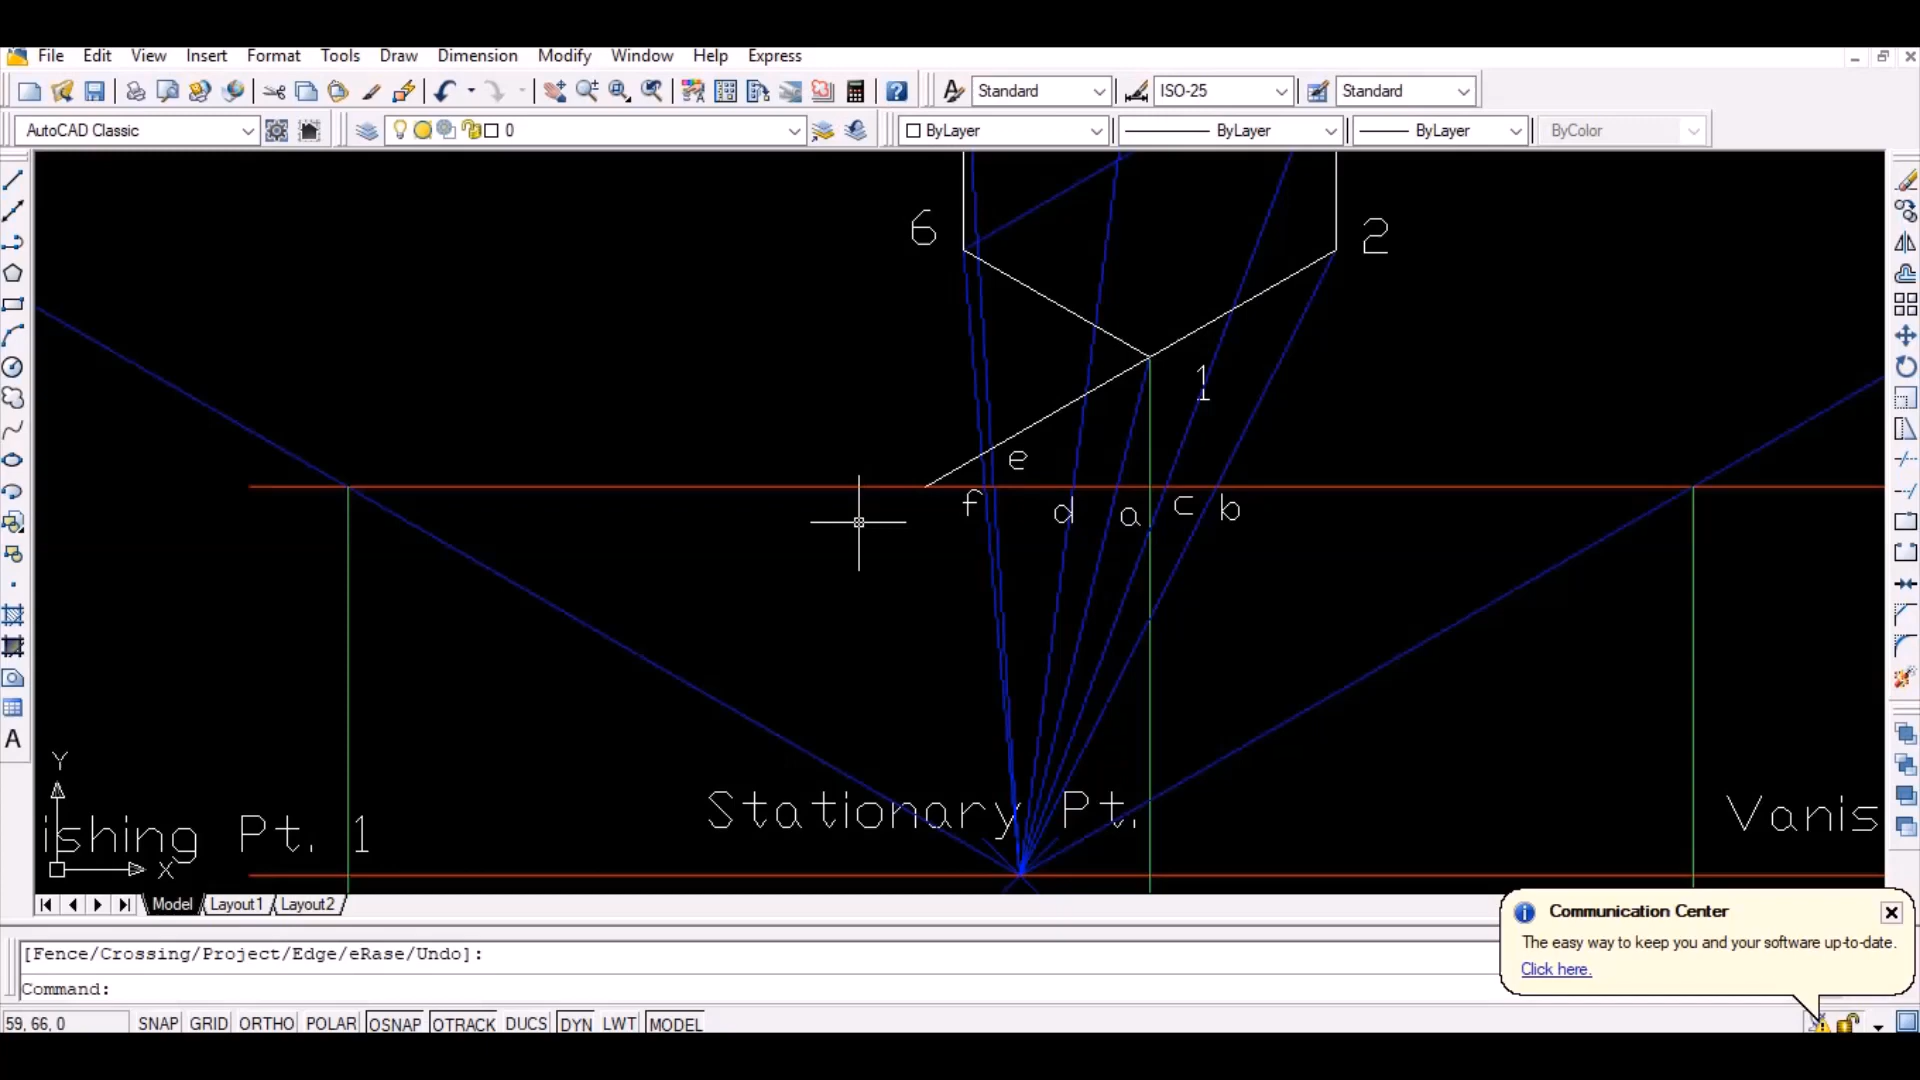 File Edit View Insert Format Tools Draw Dimension Modify Window Help Express
Standard ISO-25 Standard
AutoCAD Classic 0 ByLayer ByLayer ByLayer ByColor
6 2
1
e
f d a c b
Stationary Pt.
ishing Pt. 1 Vanis
Y
X
Model Layout1 Layout2
Communication Center
The easy way to keep you and your software up-to-date.
Click here.
[Fence/Crossing/Project/Edge/eRase/Undo]:
Command:
59, 66, 0 SNAP GRID ORTHO POLAR OSNAP OTRACK DUCS DYN LWT MODEL
A